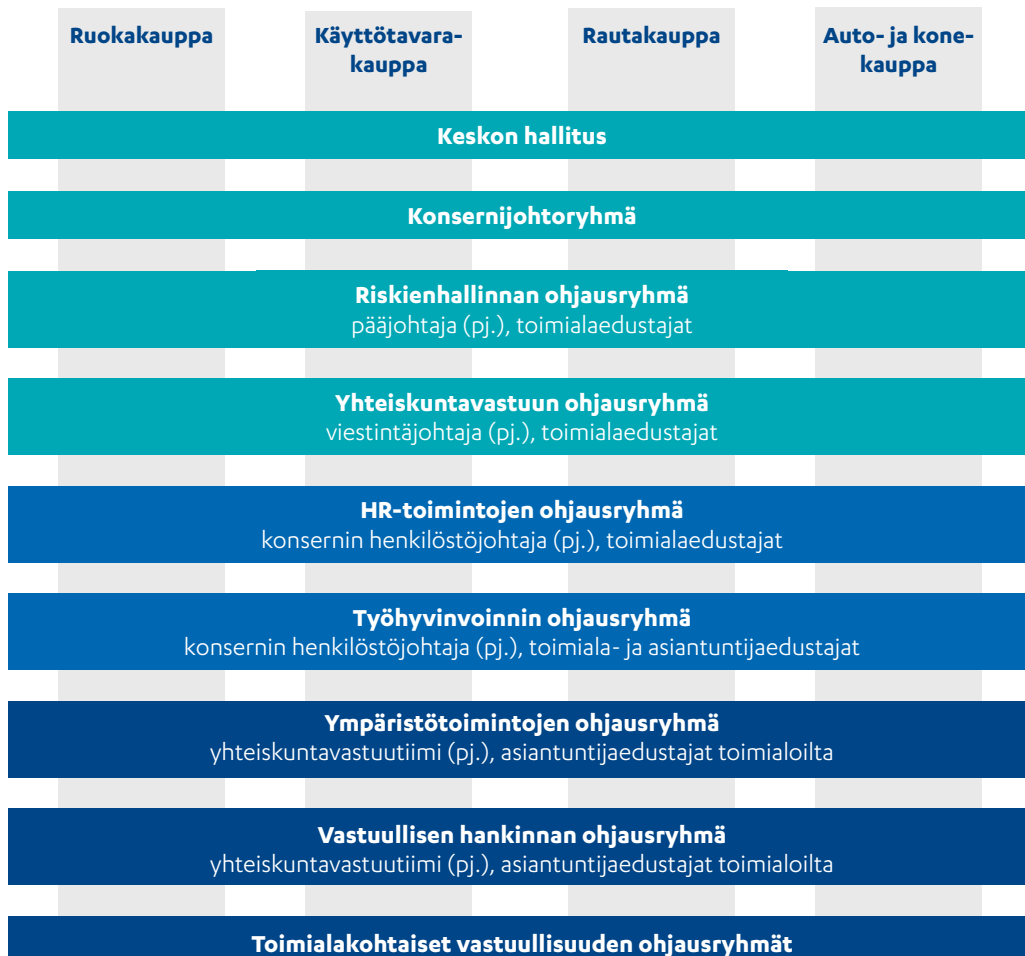 Ruokakauppa
Käyttötavara-
kauppa
Rautakauppa
Auto- ja kone-
kauppa
Keskon hallitus
Konsernijohtoryhmä
Riskienhallinnan ohjausryhmä
pääjohtaja (pj.), toimialaedustajat
Yhteiskuntavastuun ohjausryhmä
viestintäjohtaja (pj.), toimialaedustajat
HR-toimintojen ohjausryhmä
konsernin henkilöstöjohtaja (pj.), toimialaedustajat
Työhyvinvoinnin ohjausryhmä
konsernin henkilöstöjohtaja (pj.), toimiala- ja asiantuntijaedustajat
Ympäristötoimintojen ohjausryhmä
yhteiskuntavastuutiimi (pj.), asiantuntijaedustajat toimialoilta
Vastuullisen hankinnan ohjausryhmä
yhteiskuntavastuutiimi (pj.), asiantuntijaedustajat toimialoilta
Toimialakohtaiset vastuullisuuden ohjausryhmät